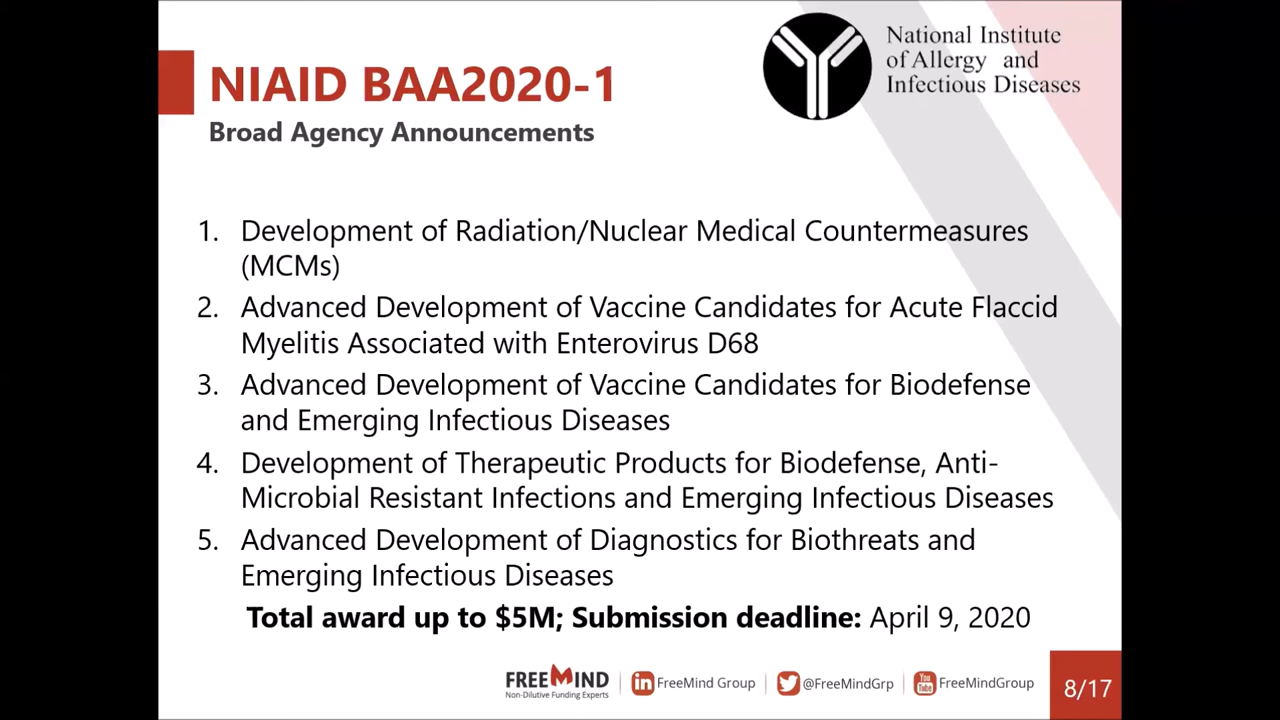 National Institute
of Allergy and
Infectious Diseases
NIAID BAA2020-1
Broad Agency Announcements
1. Development of Radiation/Nuclear Medical Countermeasures
(MCMs)
2. Advanced Development of Vaccine Candidates for Acute Flaccid
Myelitis Associated with Enterovirus D68
3. Advanced Development of Vaccine Candidates for Biodefense
and Emerging Infectious Diseases
4. Development of Therapeutic Products for Biodefense, Anti-
Microbial Resistant Infections and Emerging Infectious Diseases
5. Advanced Development of Diagnostics for Biothreats and
Emerging Infectious Diseases
Total award up to $5M; Submission deadline: April 9, 2020
FREEMIND
Non-Dilutive Funding Experts
in FreeMind Group
@FreeMindGrp
You Tube FreeMindGroup
8/17